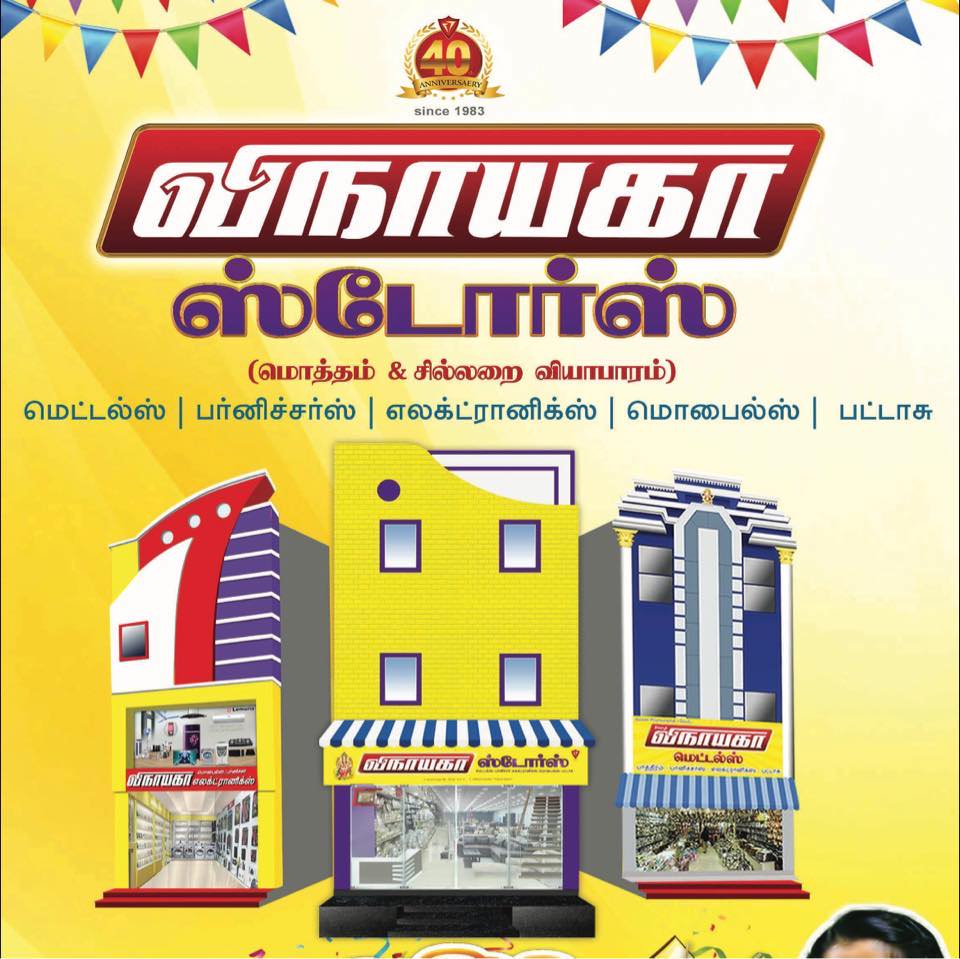 40
ANNIVERSAERY
since 1983
விநாயகா
ஸ்டோர்ஸ்
(மொத்தம் & சில்லறை வியாபாரம்)
மெட்டல்ஸ் | பர்னிச்சர்ஸ் | எலக்ட்ரானிக்ஸ் | மொபைல்ஸ் | பட்டாசு
விநாயகா எலக்ட்ரானிக்ஸ்
விநாயகா ஸ்டோர்ஸ்
விநாயகா
மெட்டல்ஸ்